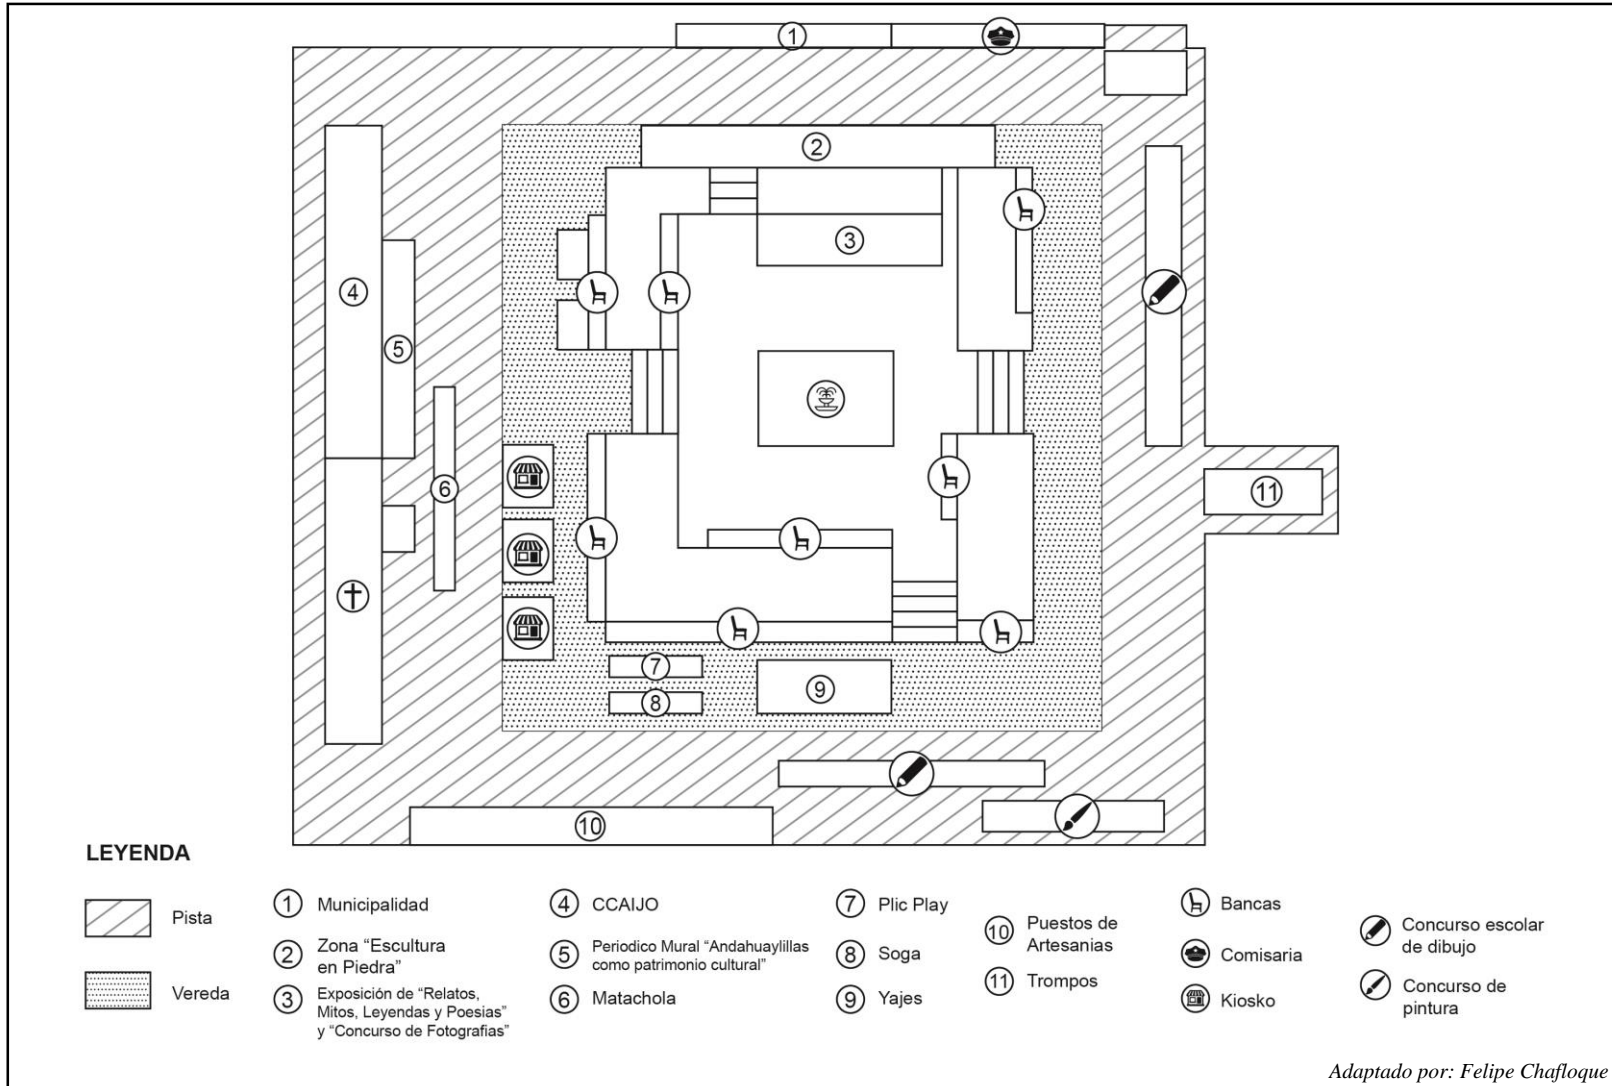 1
2
3
4
5
6
7
8
9
10
11
LEYENDA
Pista
Vereda
1 Municipalidad
2 Zona “Escultura
en Piedra”
3 Exposición de “Relatos,
Mitos, Leyendas y Poesias”
y “Concurso de Fotografias”
4 CCAIJO
5 Periodico Mural “Andahuaylillas
como patrimonio cultural”
6 Matachola
7 Plic Play
8 Soga
9 Yajes
10 Puestos de
Artesanias
11 Trompos
Bancas
Comisaria
Kiosko
Concurso escolar
de dibujo
Concurso de
pintura
Adaptado por: Felipe Chafloque